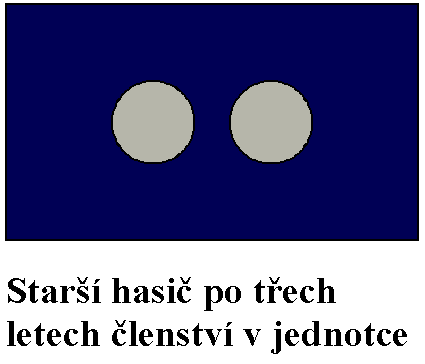 Starší hasič po třech
letech členství v jednotce